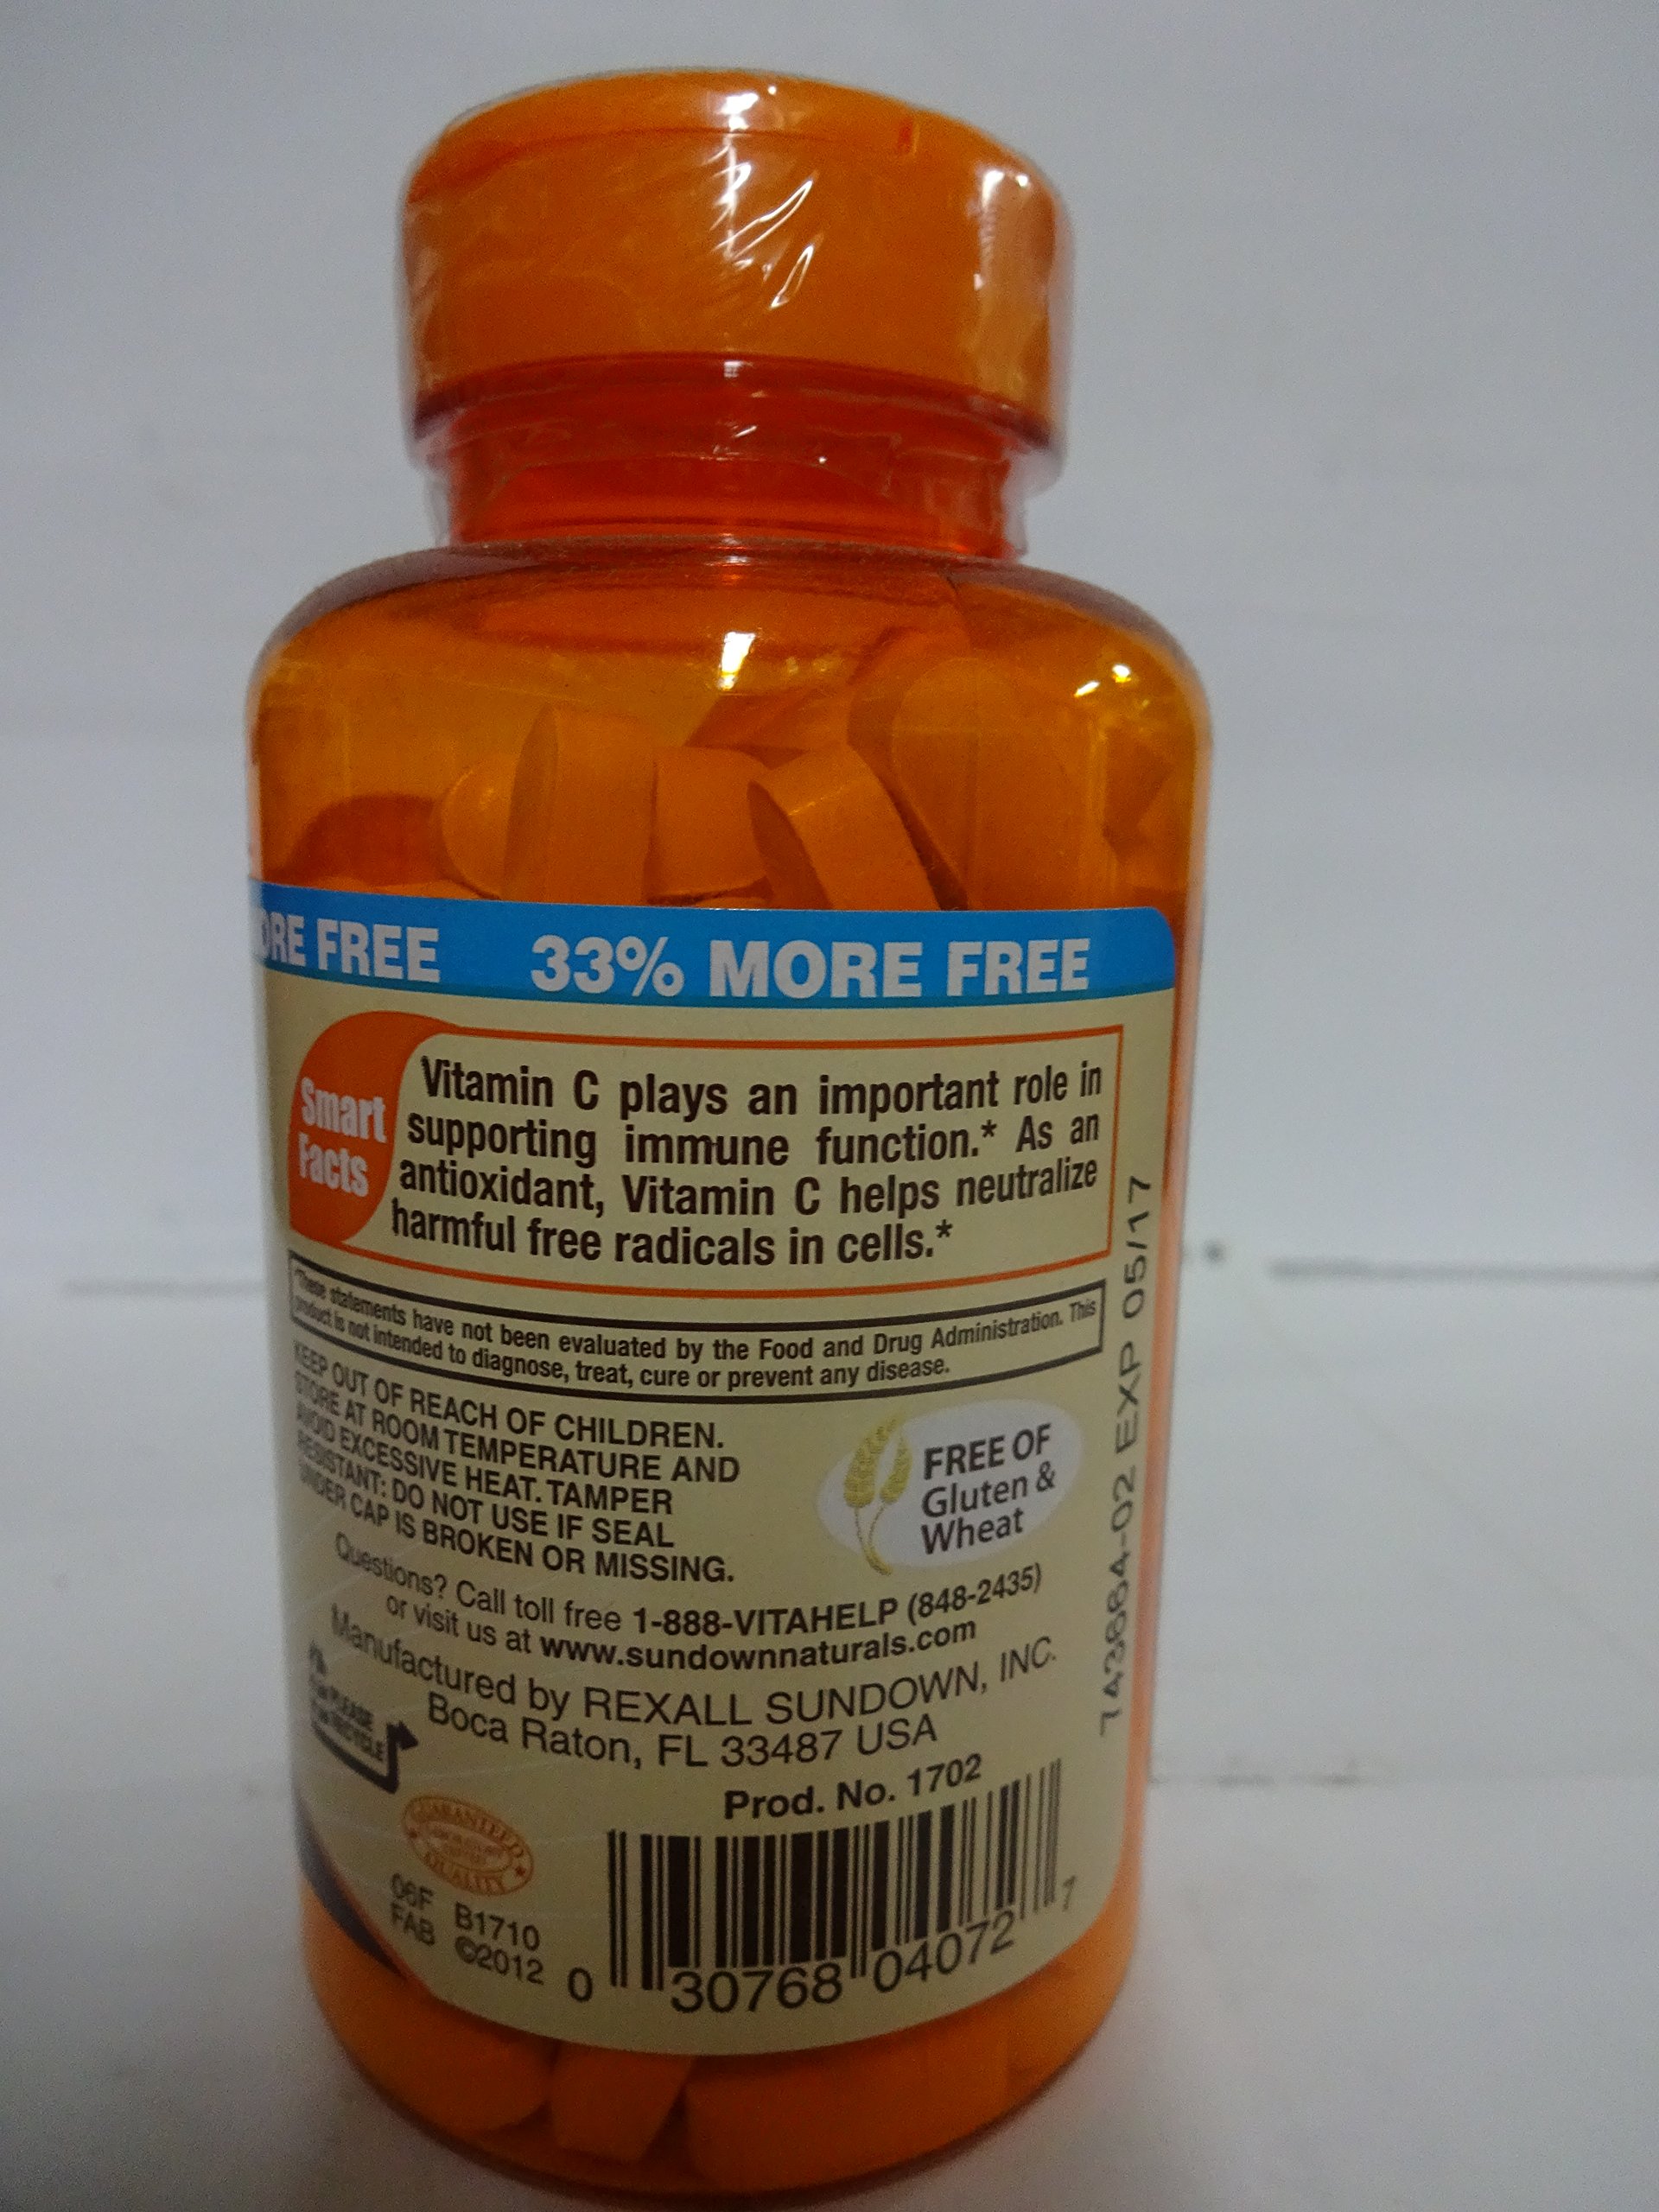 ORE FREE 33% MORE FREE
Smart
Facts
Vitamin C plays an important role in
supporting immune function.* As an
antioxidant, Vitamin C helps neutralize
harmful free radicals in cells.*
*These statements have not been evaluated by the Food and Drug Administration. This
product is not intended to diagnose, treat, cure or prevent any disease.
KEEP OUT OF REACH OF CHILDREN.
STORE AT ROOM TEMPERATURE AND
AVOID EXCESSIVE HEAT. TAMPER
RESISTANT: DO NOT USE IF SEAL
UNDER CAP IS BROKEN OR MISSING.
FREE OF
Gluten &
Wheat
Questions? Call toll free 1-888-VITAHELP (848-2435)
or visit us at www.sundownnaturals.com
Manufactured by REXALL SUNDOWN, INC.
Boca Raton, FL 33487 USA
PLEASE
RECYCLE
Prod. No. 1702
GUARANTEED
QUALITY
06F B1710
FAB ©2012
0 30768 04072 7
743884-02 EXP 05/17